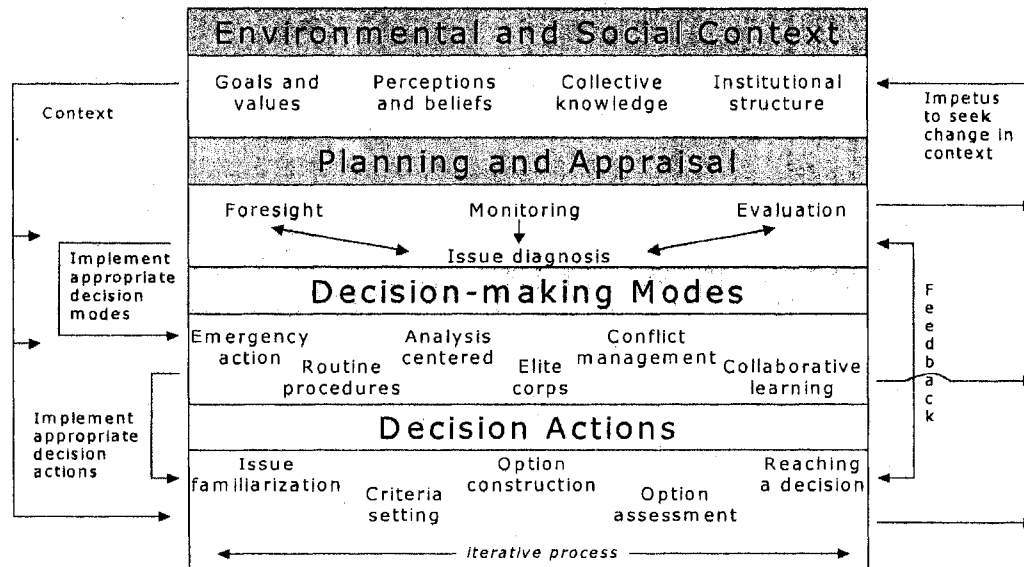 Environmental and Social Context
Goals and
values
Perceptions
and beliefs
Collective
knowledge
Institutional
structure
Context
Impetus
to seek
change in
context
Planning and Appraisal
Foresight
Monitoring
Evaluation
Issue diagnosis
Implement
appropriate
decision
modes
Decision-making Modes
Emergency
action
Routine
procedures
Analysis
centered
Elite
corps
Conflict
management
Collaborative
learning
Feedback
Implement
appropriate
decision
actions
Decision Actions
Issue
familiarization
Criteria
setting
Option
construction
Option
assessment
Reaching
a decision
iterative process